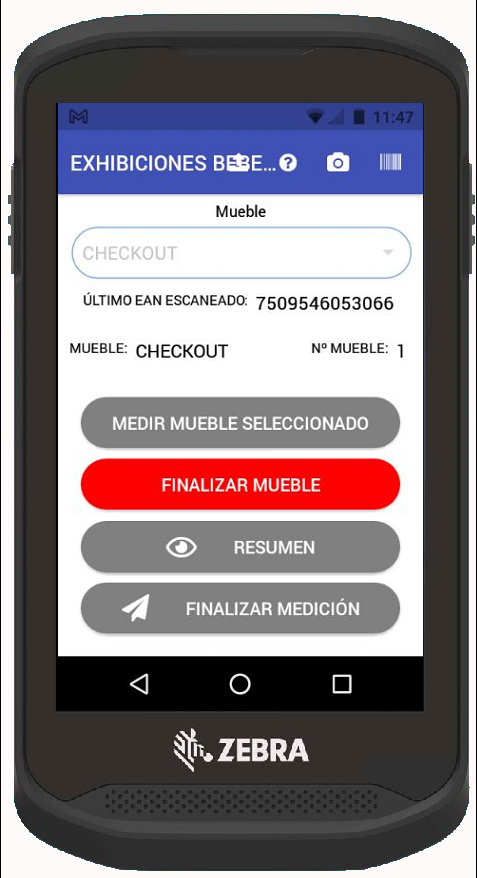 11:47
EXHIBICIONES BEBE...
Mueble
CHECKOUT
ÚLTIMO EAN ESCANEADO: 7509546053066
MUEBLE: CHECKOUT Nº MUEBLE: 1
MEDIR MUEBLE SELECCIONADO
FINALIZAR MUEBLE
RESUMEN
FINALIZAR MEDICIÓN
ZEBRA